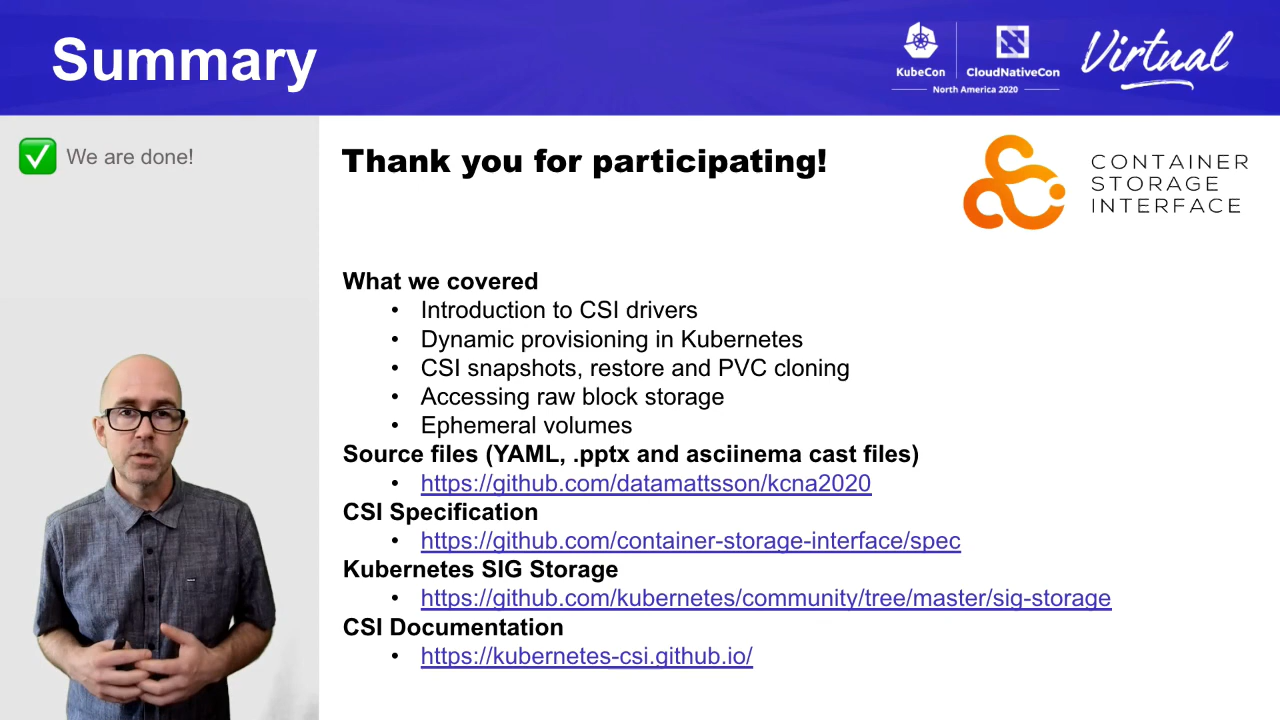 Summary
KubeCon
CloudNativeCon
North America 2020
Virtual
We are done!
Thank you for participating!
CONTAINER
STORAGE
INTERFACE
What we covered
• Introduction to CSI drivers
• Dynamic provisioning in Kubernetes
• CSI snapshots, restore and PVC cloning
• Accessing raw block storage
• Ephemeral volumes
Source files (YAML, .pptx and asciinema cast files)
• https://github.com/datamattsson/kcna2020
CSI Specification
• https://github.com/container-storage-interface/spec
Kubernetes SIG Storage
• https://github.com/kubernetes/community/tree/master/sig-storage
CSI Documentation
• https://kubernetes-csi.github.io/